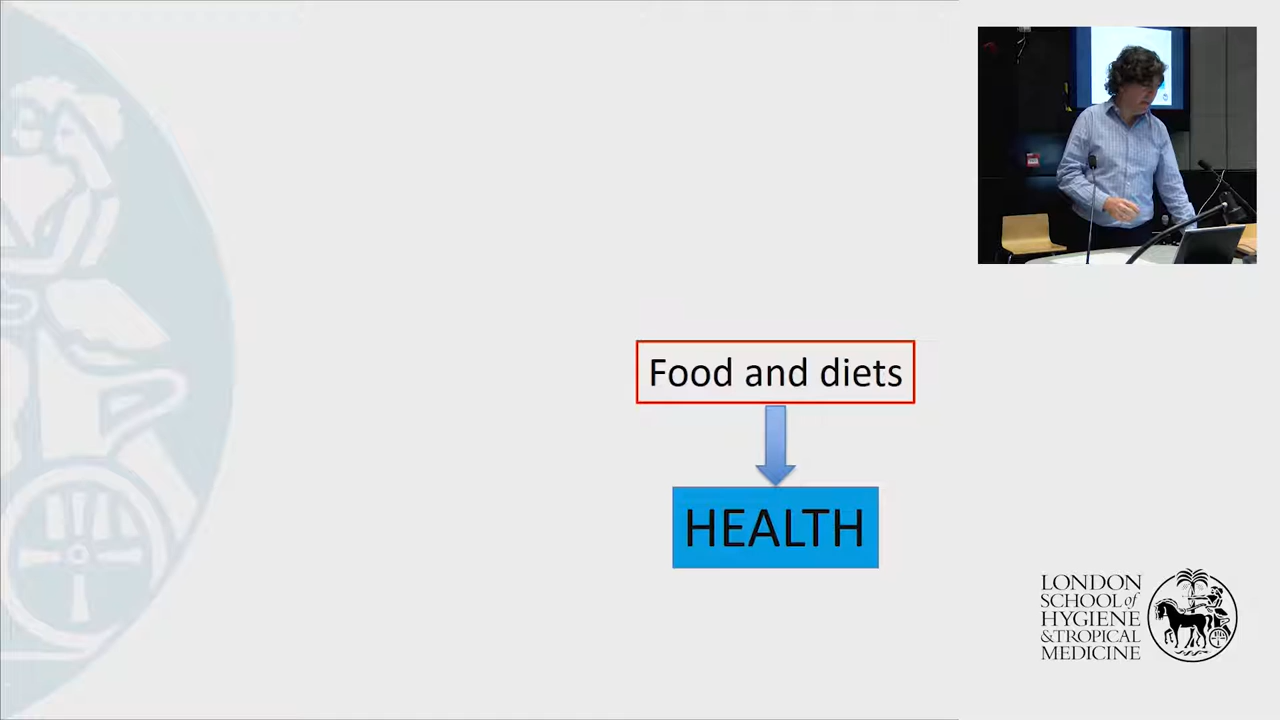 Food and diets
HEALTH
LONDON
SCHOOL of
HYGIENE
& TROPICAL
MEDICINE